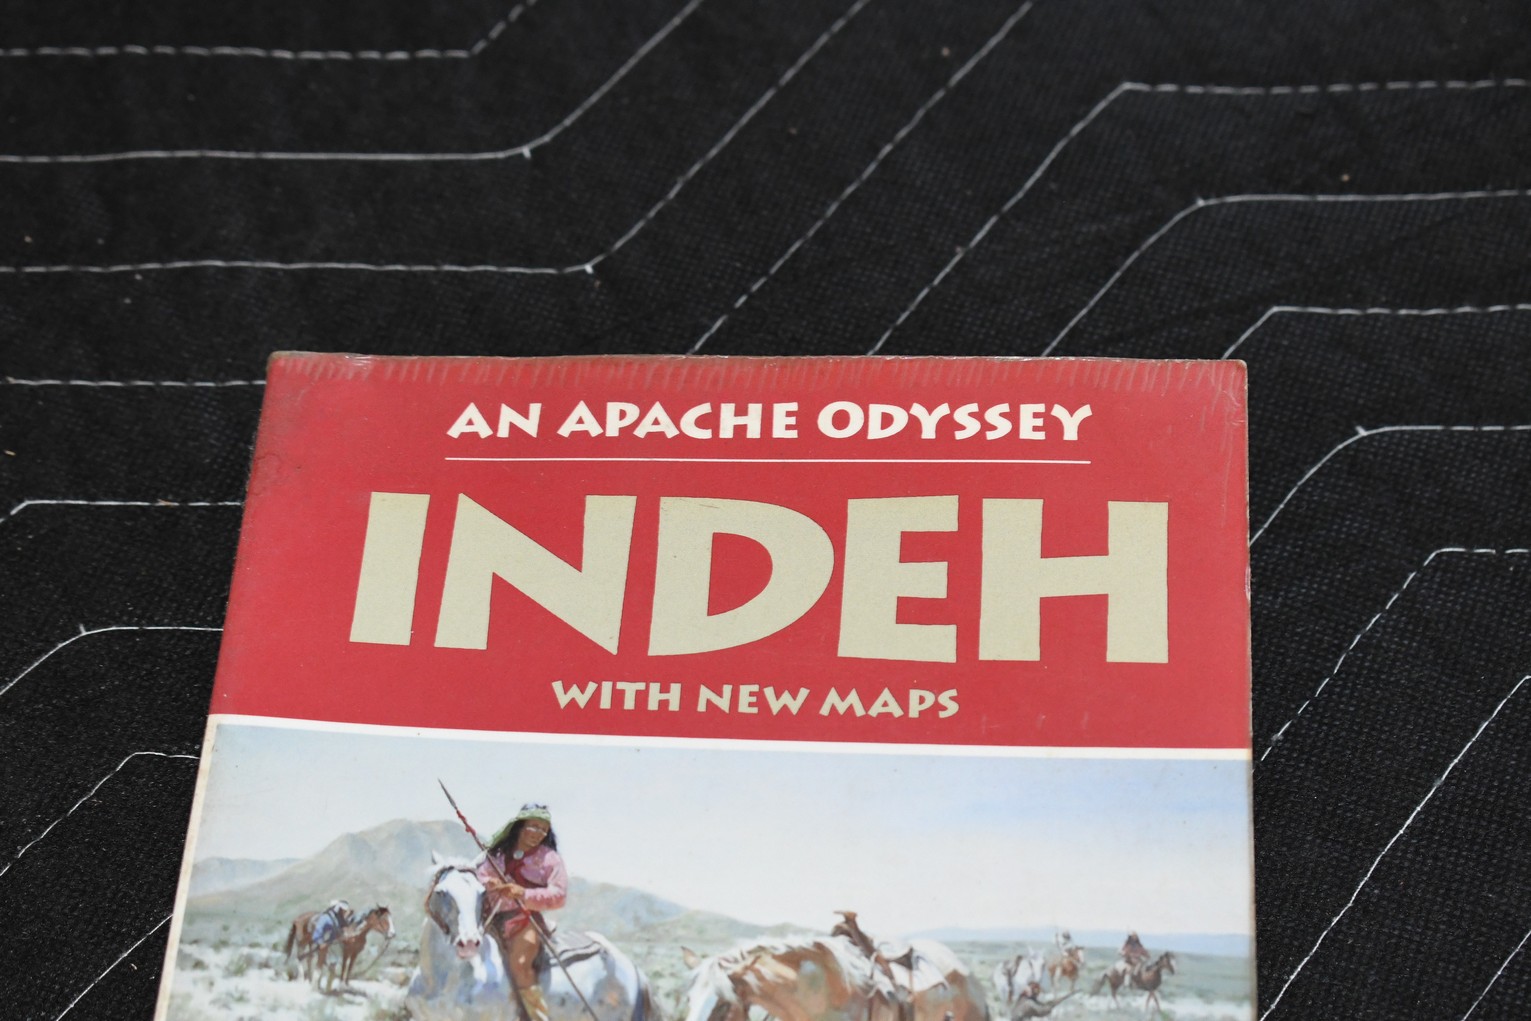 AN APACHE ODYSSEY
INDEH
WITH NEW MAPS